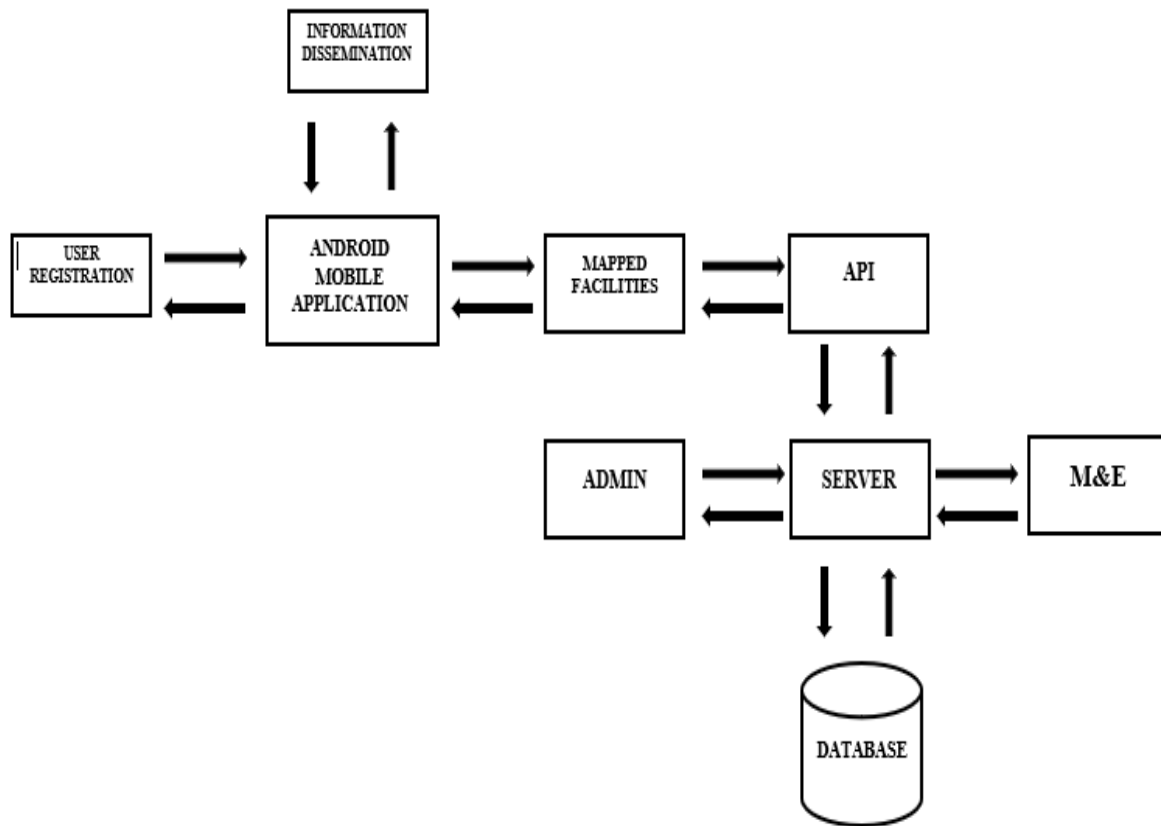 INFORMATION
DISSEMINATION
USER
REGISTRATION
ANDROID
MOBILE
APPLICATION
MAPPED
FACILITIES
API
ADMIN
SERVER
M&E
DATABASE